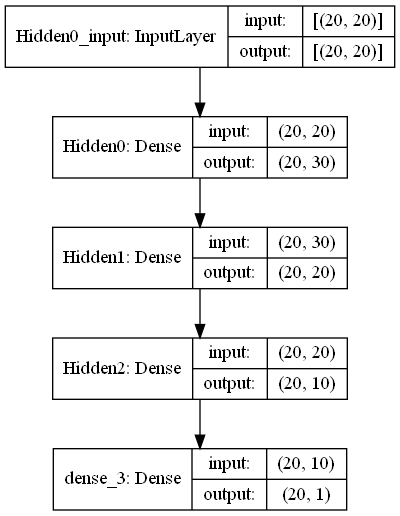 Hidden0_input: InputLayer
input: [(20, 20)]
output: [(20, 20)]
Hidden0: Dense
input: (20, 20)
output: (20, 30)
Hidden1: Dense
input: (20, 30)
output: (20, 20)
Hidden2: Dense
input: (20, 20)
output: (20, 10)
dense_3: Dense
input: (20, 10)
output: (20, 1)